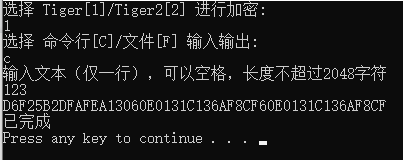 选择 Tiger[1]/Tiger2[2] 进行加密:
1
选择 命令行[C]/文件[F] 输入输出:
c
输入文本（仅一行），可以空格，长度不超过2048字符
123
D6F25B2DFAFEA13060E0131C136AF8CF60E0131C136AF8CF
已完成
Press any key to continue . . .